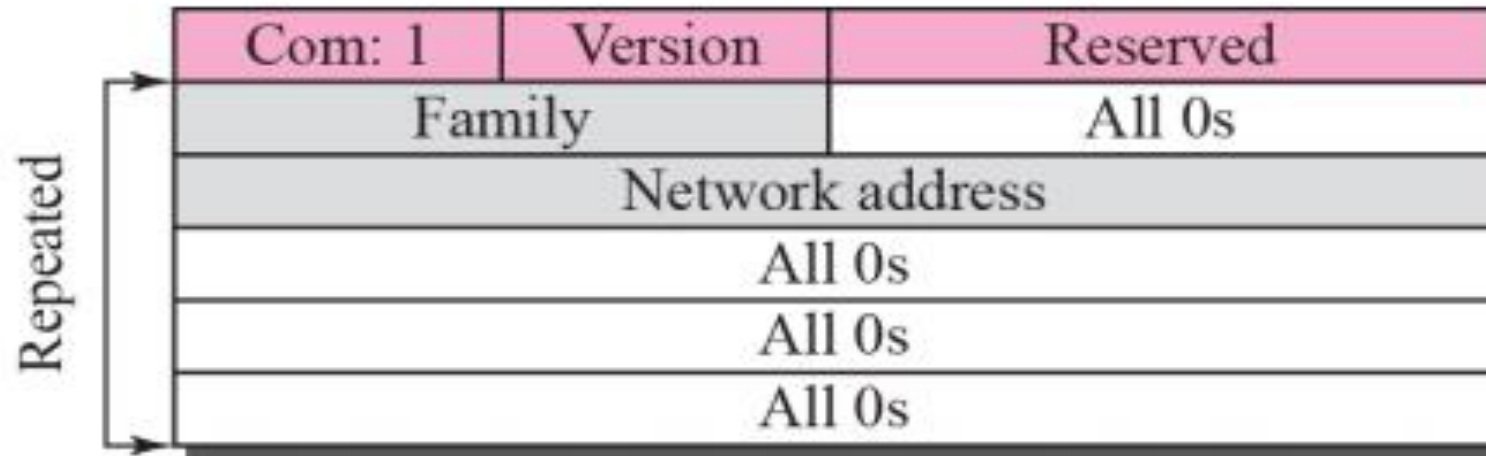 Com: 1 Version Reserved
Family All 0s
Network address
All 0s
All 0s
All 0s
Repeated